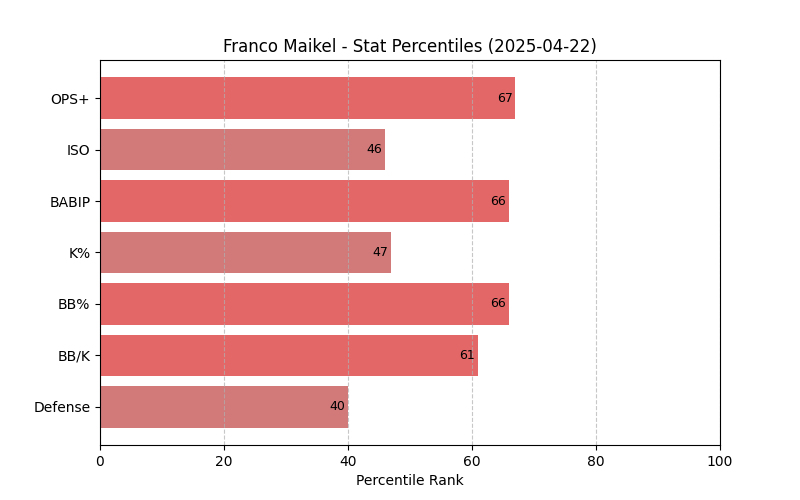 Franco Maikel - Stat Percentiles (2025-04-22)
OPS+ 67
ISO 46
BABIP 66
K% 47
BB% 66
BB/K 61
Defense 40
0 20 40 60 80 100
Percentile Rank